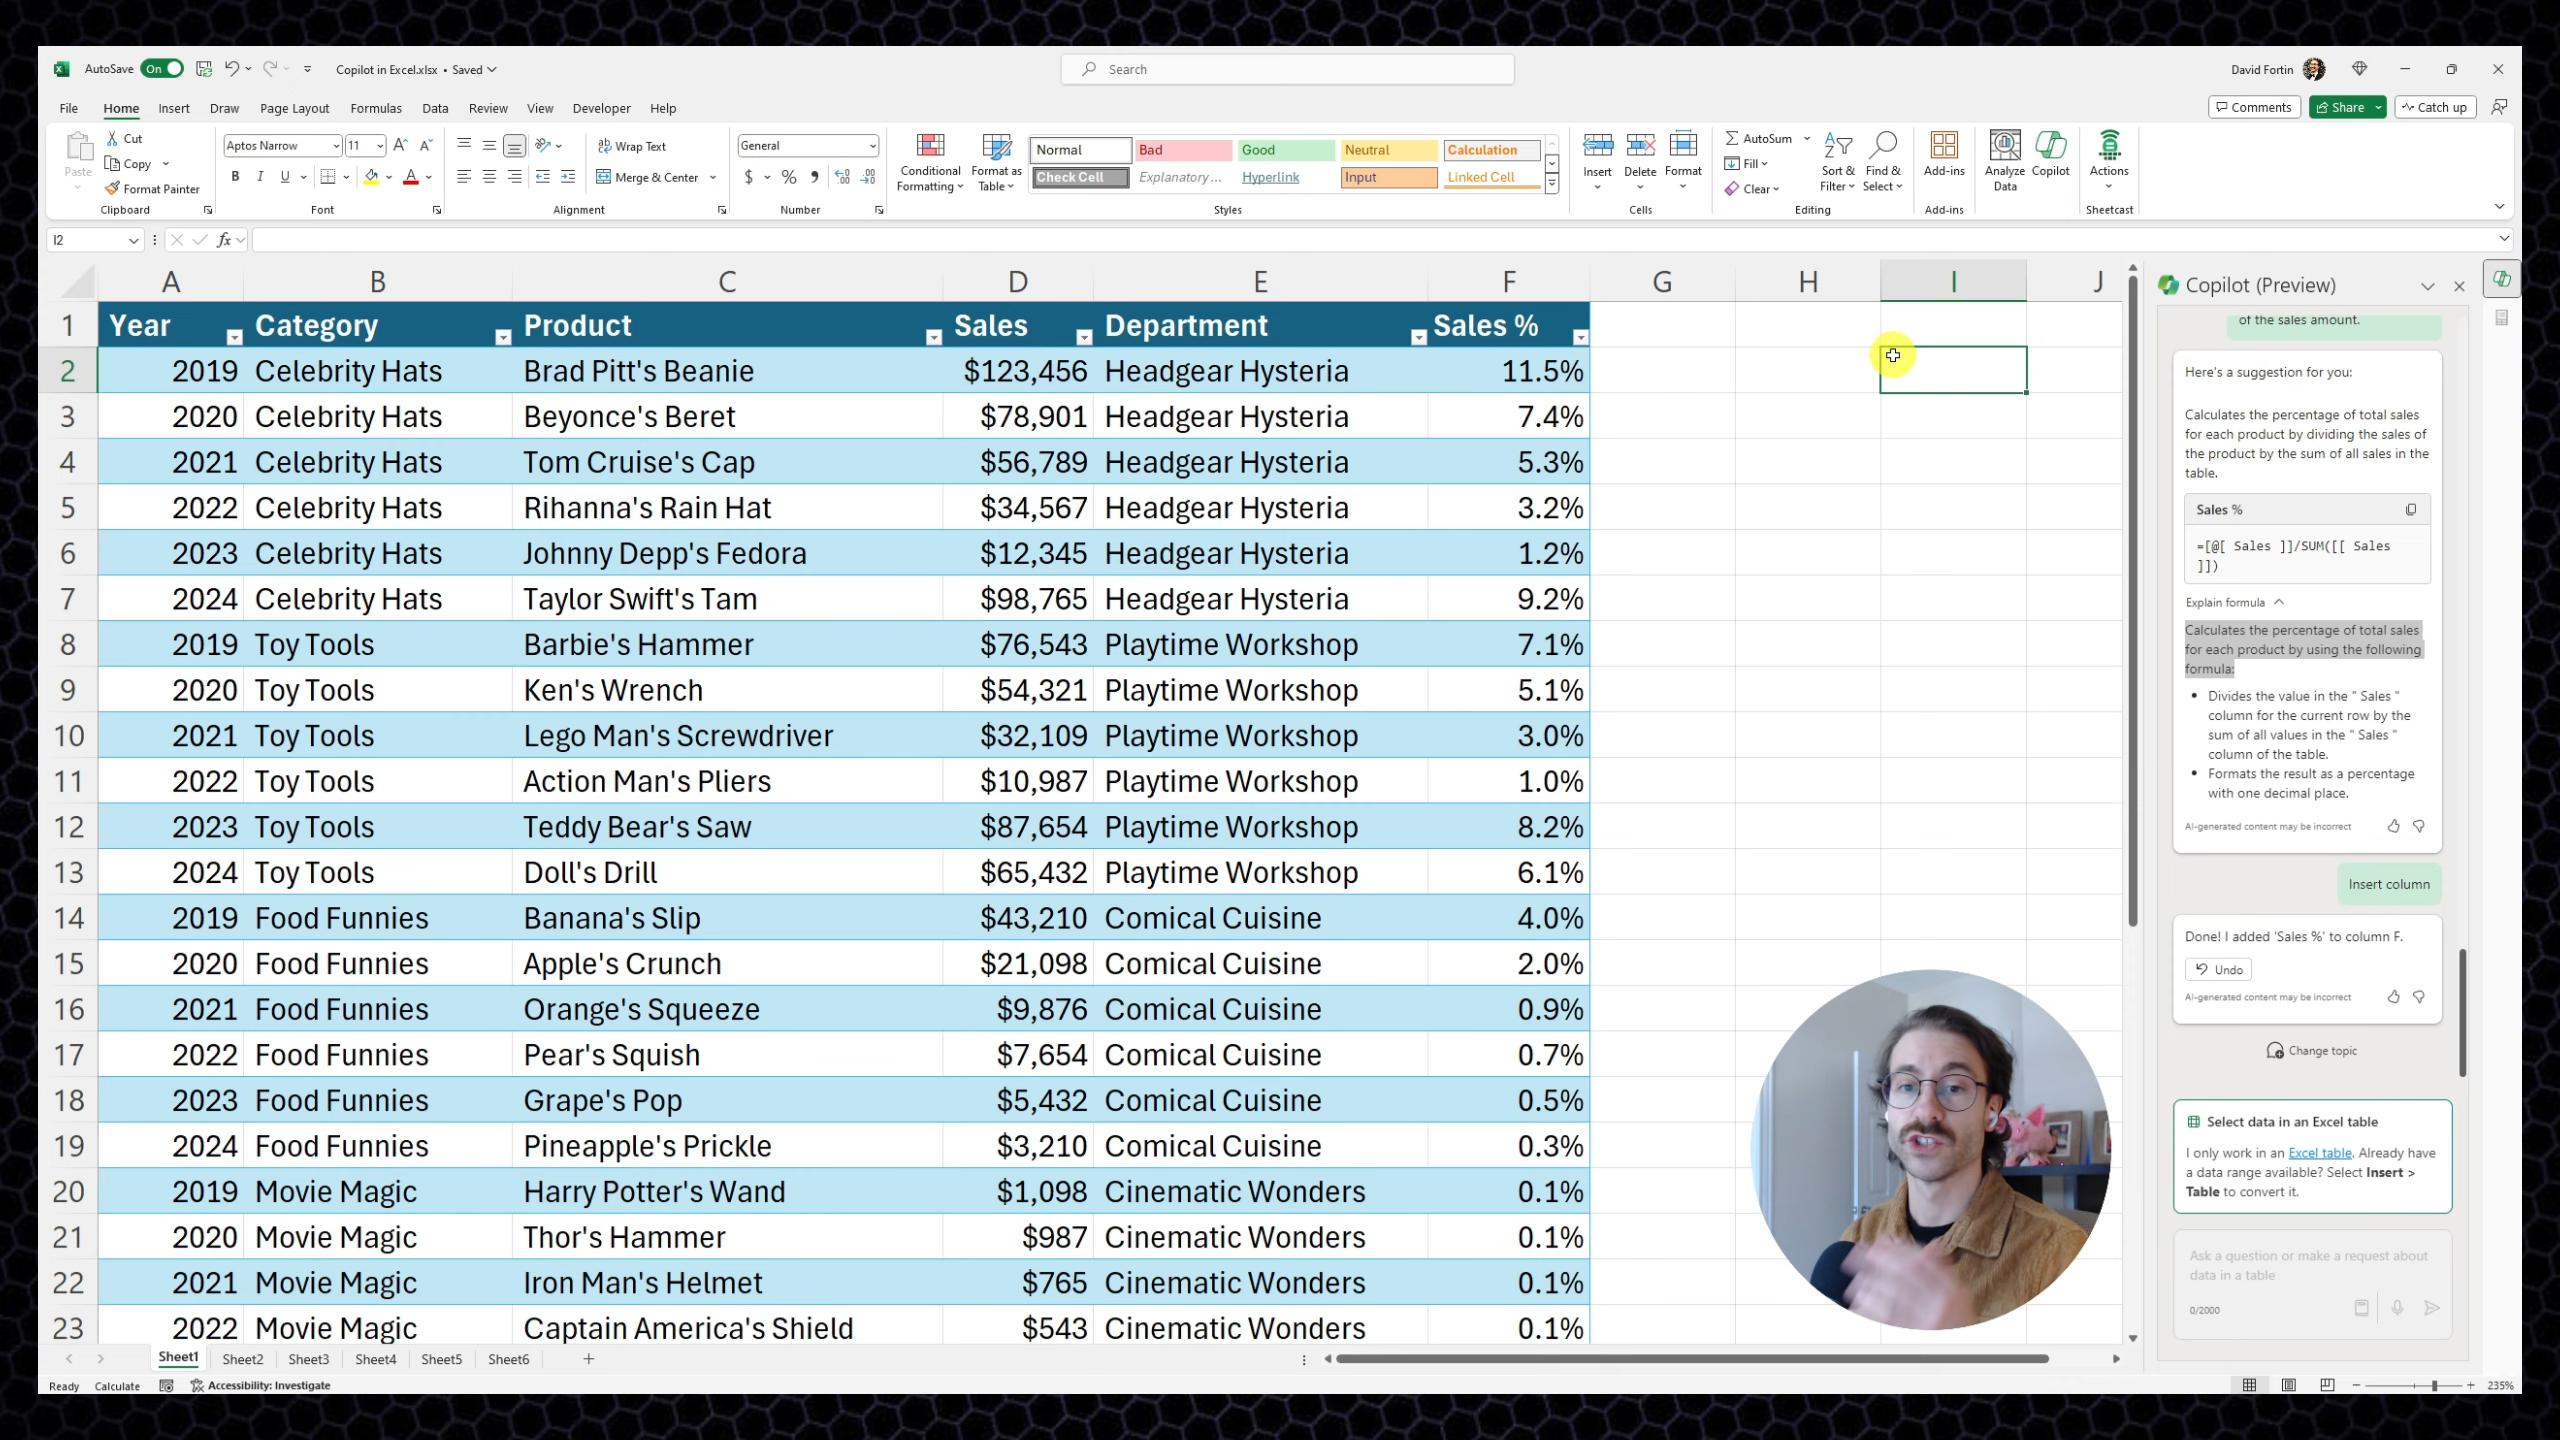 AutoSave On Copilot in Excel.xlsx • Saved Search David Fortin
File Home Insert Draw Page Layout Formulas Data Review View Developer Help Comments Share Catch up
Paste Cut Copy Format Painter Clipboard
Aptos Narrow 11 B I U A Font
Wrap Text Merge & Center Alignment
General $ % Number
Conditional Formatting Format as Table
Normal Bad Good Neutral Calculation
Check Cell Explanatory... Hyperlink Input Linked Cell
Styles
Insert Delete Format Cells
AutoSum Fill Clear Sort & Filter Find & Select Editing
Add-ins Add-ins
Analyze Data Copilot
Actions Sheetcast
I2 fx
A B C D E F G H I J
1 Year Category Product Sales Department Sales %
2 2019 Celebrity Hats Brad Pitt's Beanie $123,456 Headgear Hysteria 11.5%
3 2020 Celebrity Hats Beyonce's Beret $78,901 Headgear Hysteria 7.4%
4 2021 Celebrity Hats Tom Cruise's Cap $56,789 Headgear Hysteria 5.3%
5 2022 Celebrity Hats Rihanna's Rain Hat $34,567 Headgear Hysteria 3.2%
6 2023 Celebrity Hats Johnny Depp's Fedora $12,345 Headgear Hysteria 1.2%
7 2024 Celebrity Hats Taylor Swift's Tam $98,765 Headgear Hysteria 9.2%
8 2019 Toy Tools Barbie's Hammer $76,543 Playtime Workshop 7.1%
9 2020 Toy Tools Ken's Wrench $54,321 Playtime Workshop 5.1%
10 2021 Toy Tools Lego Man's Screwdriver $32,109 Playtime Workshop 3.0%
11 2022 Toy Tools Action Man's Pliers $10,987 Playtime Workshop 1.0%
12 2023 Toy Tools Teddy Bear's Saw $87,654 Playtime Workshop 8.2%
13 2024 Toy Tools Doll's Drill $65,432 Playtime Workshop 6.1%
14 2019 Food Funnies Banana's Slip $43,210 Comical Cuisine 4.0%
15 2020 Food Funnies Apple's Crunch $21,098 Comical Cuisine 2.0%
16 2021 Food Funnies Orange's Squeeze $9,876 Comical Cuisine 0.9%
17 2022 Food Funnies Pear's Squish $7,654 Comical Cuisine 0.7%
18 2023 Food Funnies Grape's Pop $5,432 Comical Cuisine 0.5%
19 2024 Food Funnies Pineapple's Prickle $3,210 Comical Cuisine 0.3%
20 2019 Movie Magic Harry Potter's Wand $1,098 Cinematic Wonders 0.1%
21 2020 Movie Magic Thor's Hammer $987 Cinematic Wonders 0.1%
22 2021 Movie Magic Iron Man's Helmet $765 Cinematic Wonders 0.1%
23 2022 Movie Magic Captain America's Shield $543 Cinematic Wonders 0.1%
Copilot (Preview)
of the sales amount.
Here's a suggestion for you:
Calculates the percentage of total sales
for each product by dividing the sales of
the product by the sum of all sales in the
table.
Sales %
=[@[ Sales ]]/SUM([[ Sales
]])
Explain formula
Calculates the percentage of total sales
for each product by using the following
formula:
• Divides the value in the " Sales "
column for the current row by the
sum of all values in the " Sales "
column of the table.
• Formats the result as a percentage
with one decimal place.
AI-generated content may be incorrect
Insert column
Done! I added 'Sales %' to column F.
Undo
AI-generated content may be incorrect
Change topic
Select data in an Excel table
I only work in an Excel table. Already have
a data range available? Select Insert >
Table to convert it.
Ask a question or make a request about
data in a table
0/2000
Sheet1 Sheet2 Sheet3 Sheet4 Sheet5 Sheet6
Ready Calculate Accessibility: Investigate 235%